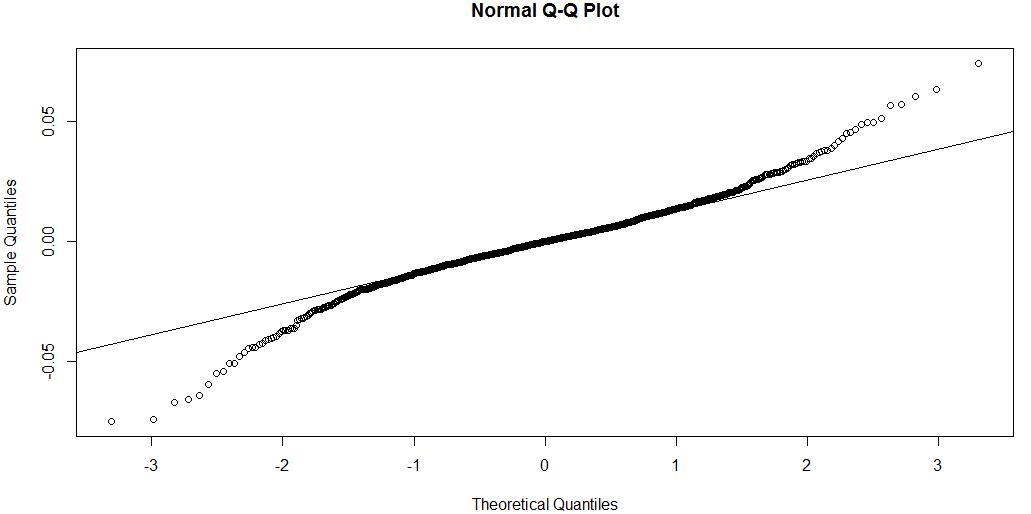 Normal Q-Q Plot
Sample Quantiles
0.05
0.00
-0.05
-3 -2 -1 0 1 2 3
Theoretical Quantiles